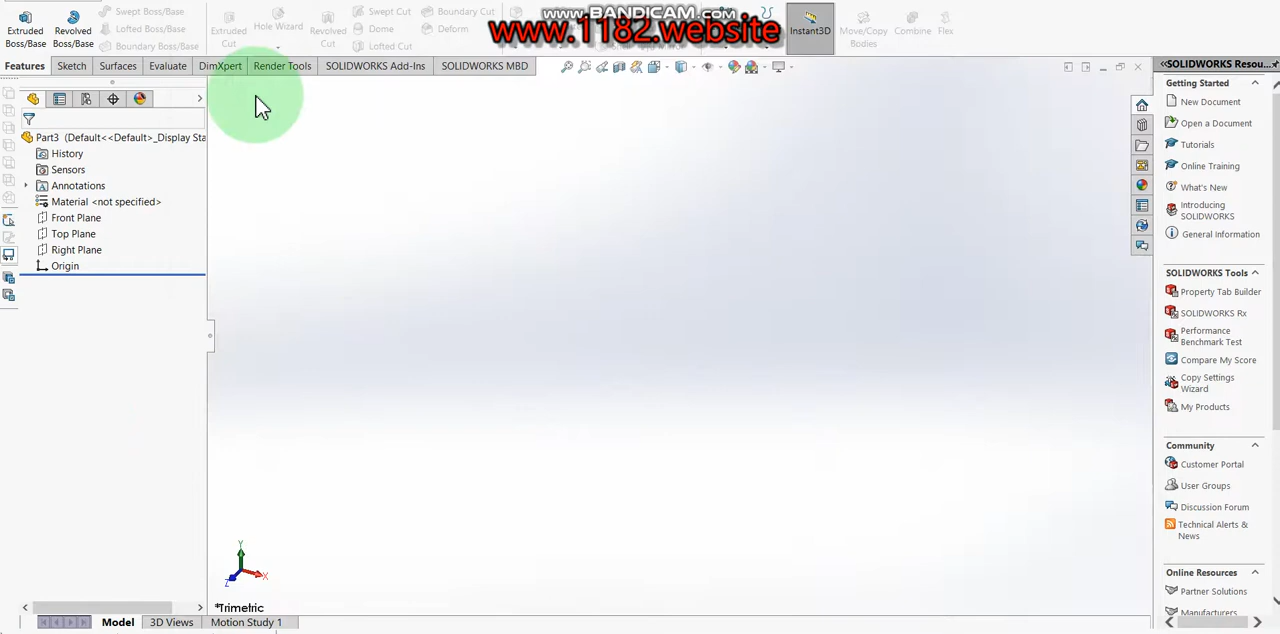 www.BANDICAM.com
www.1182.website
Extruded Boss/Base
Revolved Boss/Base
Swept Boss/Base
Lofted Boss/Base
Boundary Boss/Base
Extruded Cut
Hole Wizard
Revolved Cut
Swept Cut
Dome
Lofted Cut
Boundary Cut
Deform
Instant3D
Move/Copy Bodies
Combine
Flex
Features
Sketch
Surfaces
Evaluate
DimXpert
Render Tools
SOLIDWORKS Add-Ins
SOLIDWORKS MBD
Part3 (Default<<Default>_Display Sta
History
Sensors
Annotations
Material <not specified>
Front Plane
Top Plane
Right Plane
Origin
Y
X
Z
*Trimetric
Model
3D Views
Motion Study 1
SOLIDWORKS Resou...
Getting Started
New Document
Open a Document
Tutorials
Online Training
What's New
Introducing
SOLIDWORKS
General Information
SOLIDWORKS Tools
Property Tab Builder
SOLIDWORKS Rx
Performance
Benchmark Test
Compare My Score
Copy Settings
Wizard
My Products
Community
Customer Portal
User Groups
Discussion Forum
Technical Alerts &
News
Online Resources
Partner Solutions
Manufacturers